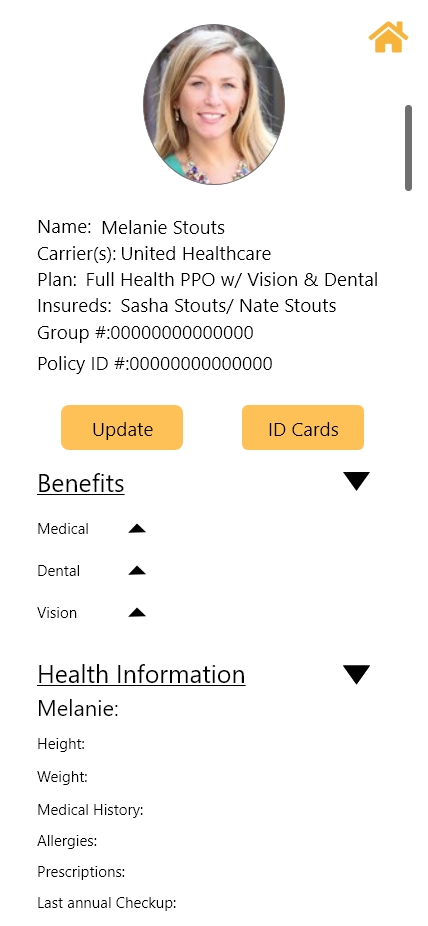 Name: Melanie Stouts
Carrier(s): United Healthcare
Plan: Full Health PPO w/ Vision & Dental
Insureds: Sasha Stouts/ Nate Stouts
Group #:00000000000000
Policy ID #:00000000000000
Update ID Cards
Benefits
Medical
Dental
Vision
Health Information
Melanie:
Height:
Weight:
Medical History:
Allergies:
Prescriptions:
Last annual Checkup: